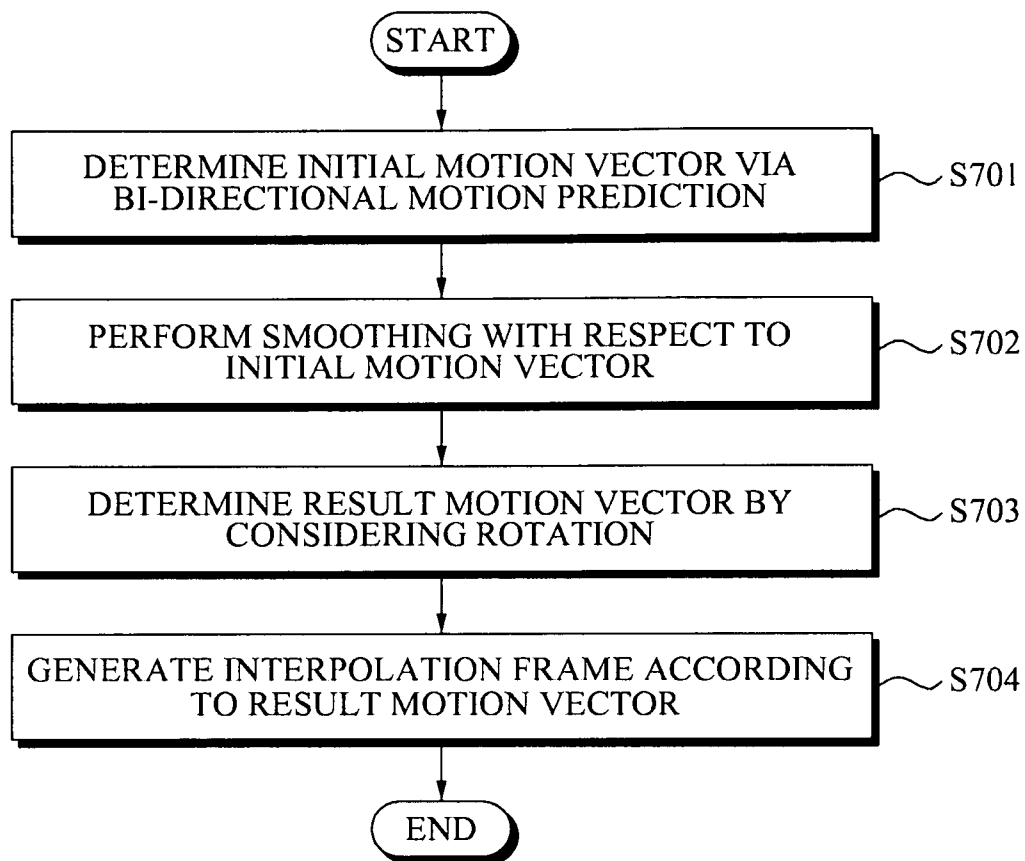 START
DETERMINE INITIAL MOTION VECTOR VIA
BI-DIRECTIONAL MOTION PREDICTION
S701
PERFORM SMOOTHING WITH RESPECT TO
INITIAL MOTION VECTOR
S702
DETERMINE RESULT MOTION VECTOR BY
CONSIDERING ROTATION
S703
GENERATE INTERPOLATION FRAME ACCORDING
TO RESULT MOTION VECTOR
S704
END